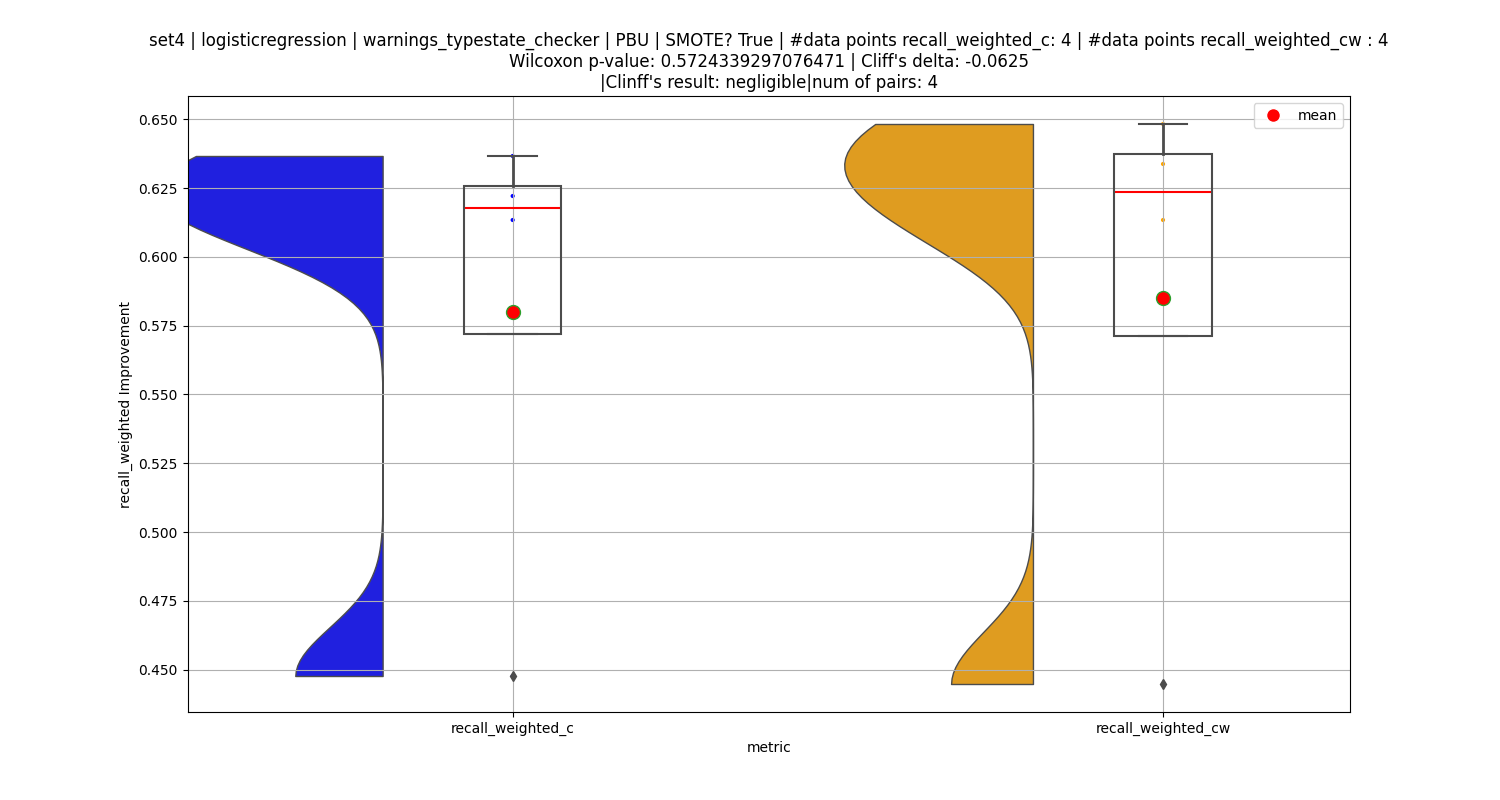 set4 | logisticregression | warnings_typestate_checker | PBU | SMOTE? True | #data points recall_weighted_c: 4 | #data points recall_weighted_cw : 4
Wilcoxon p-value: 0.5724339297076471 | Cliff's delta: -0.0625
|Clinff's result: negligible|num of pairs: 4
mean
0.650
0.625
0.600
0.575
0.550
0.525
0.500
0.475
0.450
recall_weighted Improvement
recall_weighted_c
recall_weighted_cw
metric